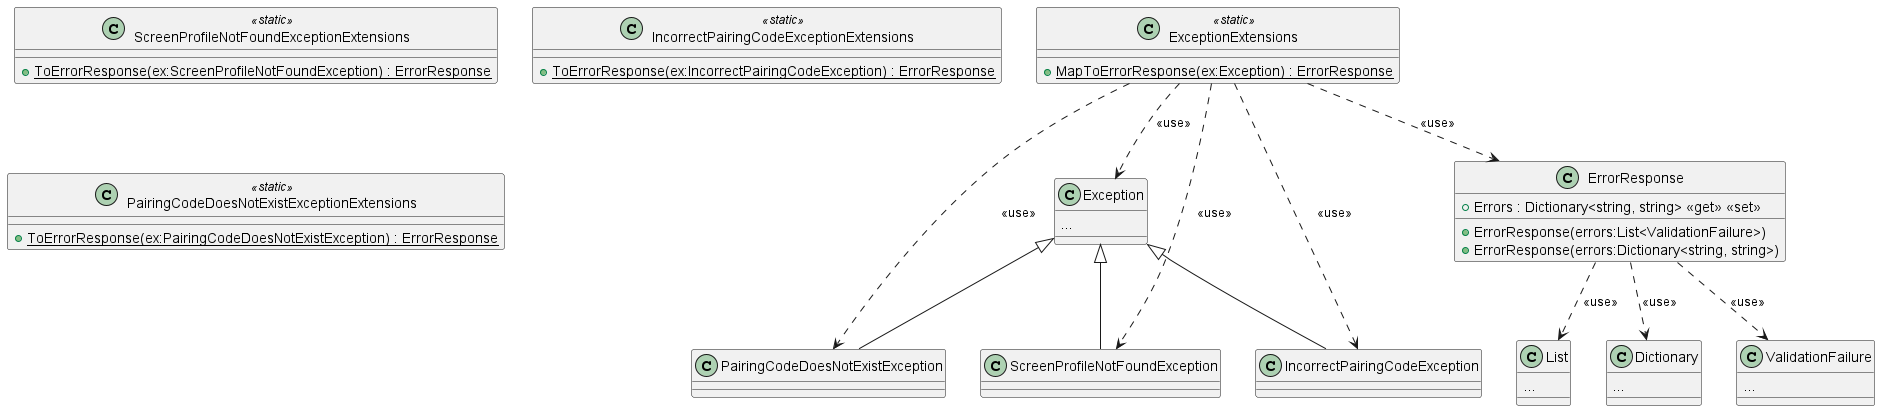 C
«static»
ScreenProfileNotFoundExceptionExtensions
ToErrorResponse(ex:ScreenProfileNotFoundException) : ErrorResponse
C
«static»
IncorrectPairingCodeExceptionExtensions
ToErrorResponse(ex:IncorrectPairingCodeException) : ErrorResponse
C
«static»
ExceptionExtensions
MapToErrorResponse(ex:Exception) : ErrorResponse
«use»
«use»
C
«static»
PairingCodeDoesNotExistExceptionExtensions
ToErrorResponse(ex:PairingCodeDoesNotExistException) : ErrorResponse
«use»
C Exception
...
«use»
«use»
C ErrorResponse
Errors : Dictionary<string, string> «get» «set»
ErrorResponse(errors:List<ValidationFailure>)
ErrorResponse(errors:Dictionary<string, string>)
«use»
«use»
«use»
C PairingCodeDoesNotExistException
C ScreenProfileNotFoundException
C IncorrectPairingCodeException
C List
...
C Dictionary
...
C ValidationFailure
...